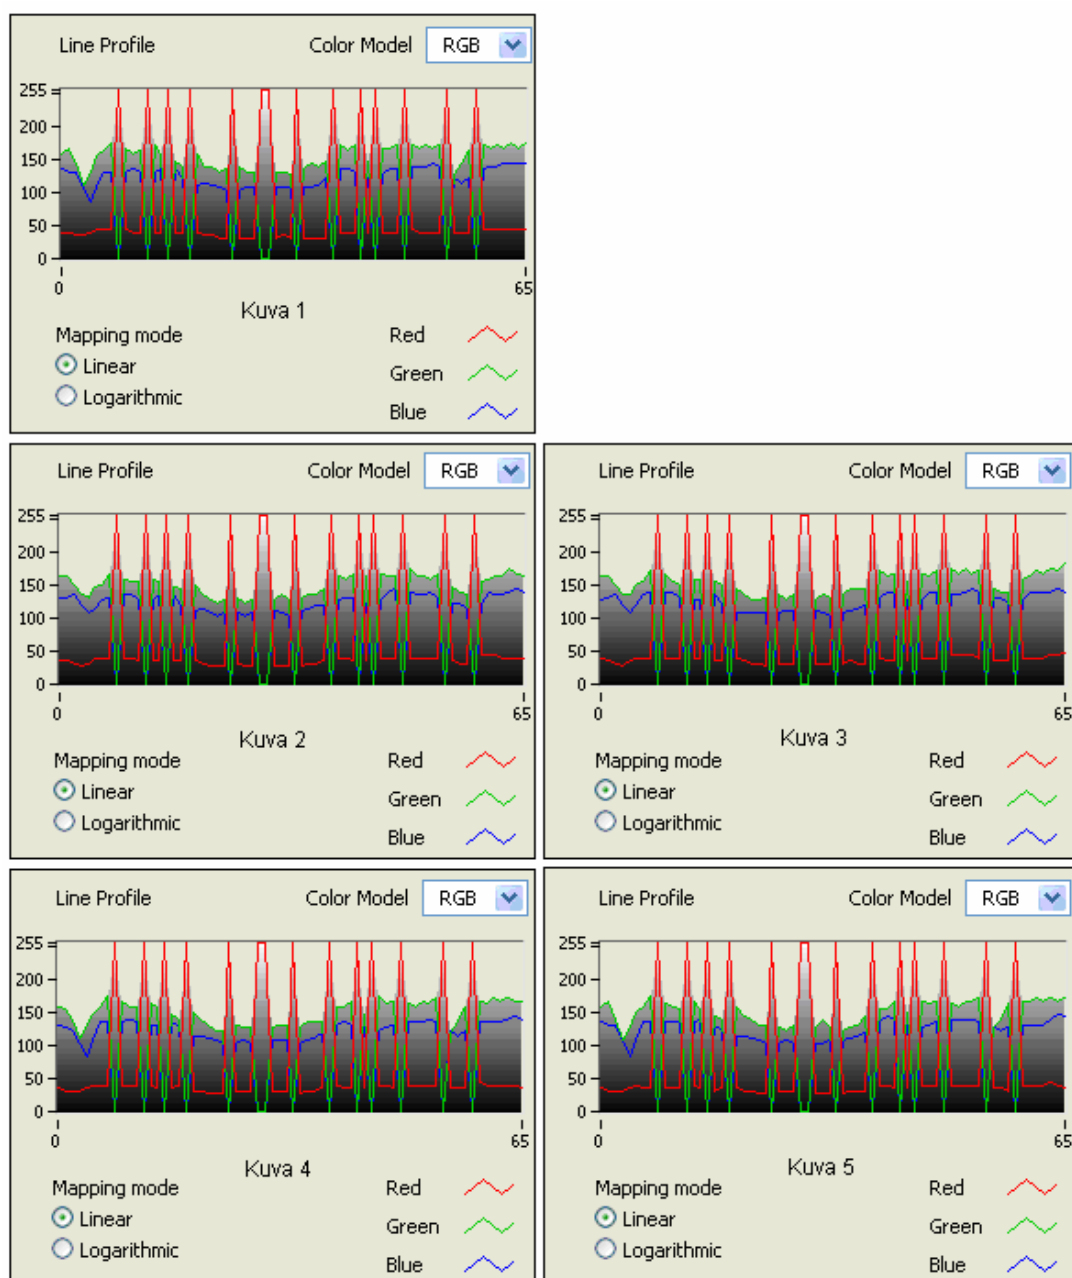 Line Profile Color Model RGB
255
200
150
100
50
0
0 65
Kuva 1
Mapping mode Red
Linear Green
Logarithmic Blue
Line Profile Color Model RGB
255
200
150
100
50
0
0 65
Kuva 2
Mapping mode Red
Linear Green
Logarithmic Blue
Line Profile Color Model RGB
255
200
150
100
50
0
0 65
Kuva 3
Mapping mode Red
Linear Green
Logarithmic Blue
Line Profile Color Model RGB
255
200
150
100
50
0
0 65
Kuva 4
Mapping mode Red
Linear Green
Logarithmic Blue
Line Profile Color Model RGB
255
200
150
100
50
0
0 65
Kuva 5
Mapping mode Red
Linear Green
Logarithmic Blue